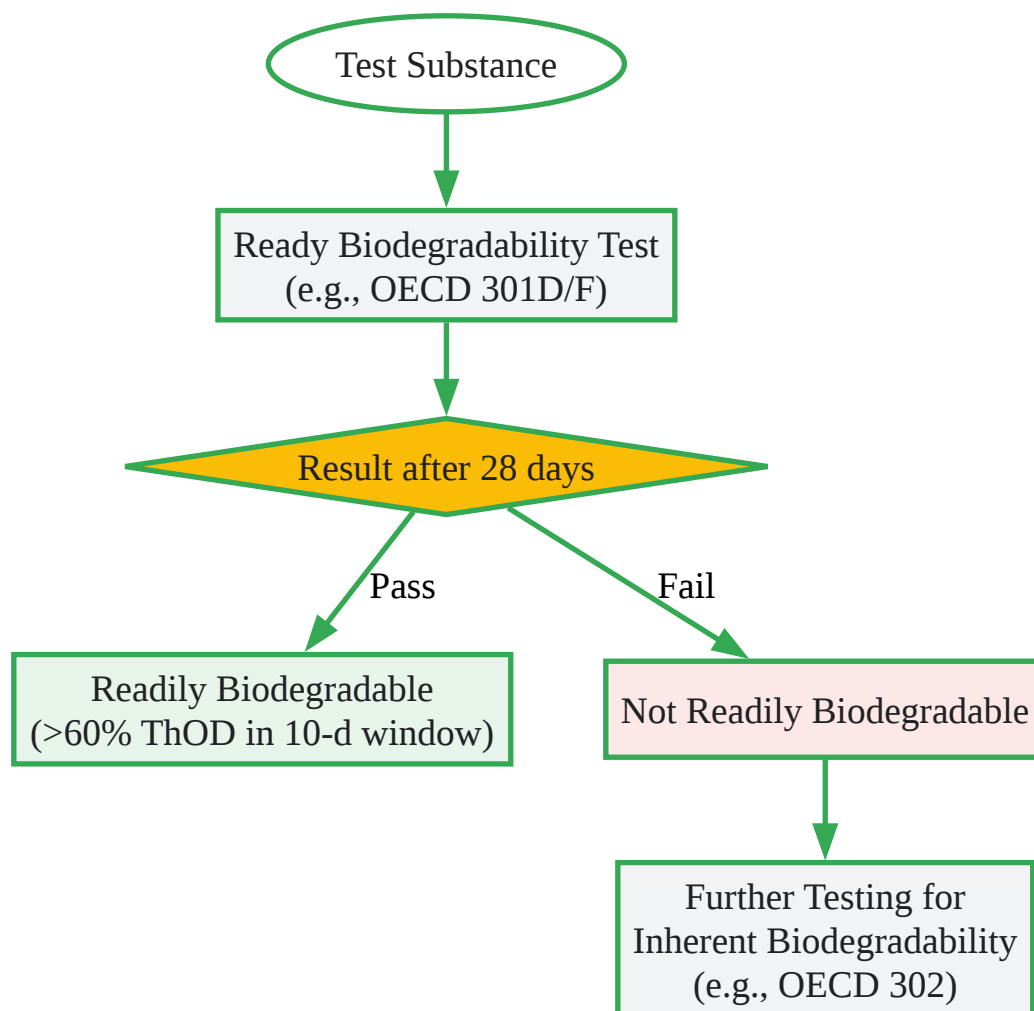 Test Substance
Ready Biodegradability Test
(e.g., OECD 301D/F)
Result after 28 days
Pass
Fail
Readily Biodegradable
(>60% ThOD in 10-d window)
Not Readily Biodegradable
Further Testing for
Inherent Biodegradability
(e.g., OECD 302)